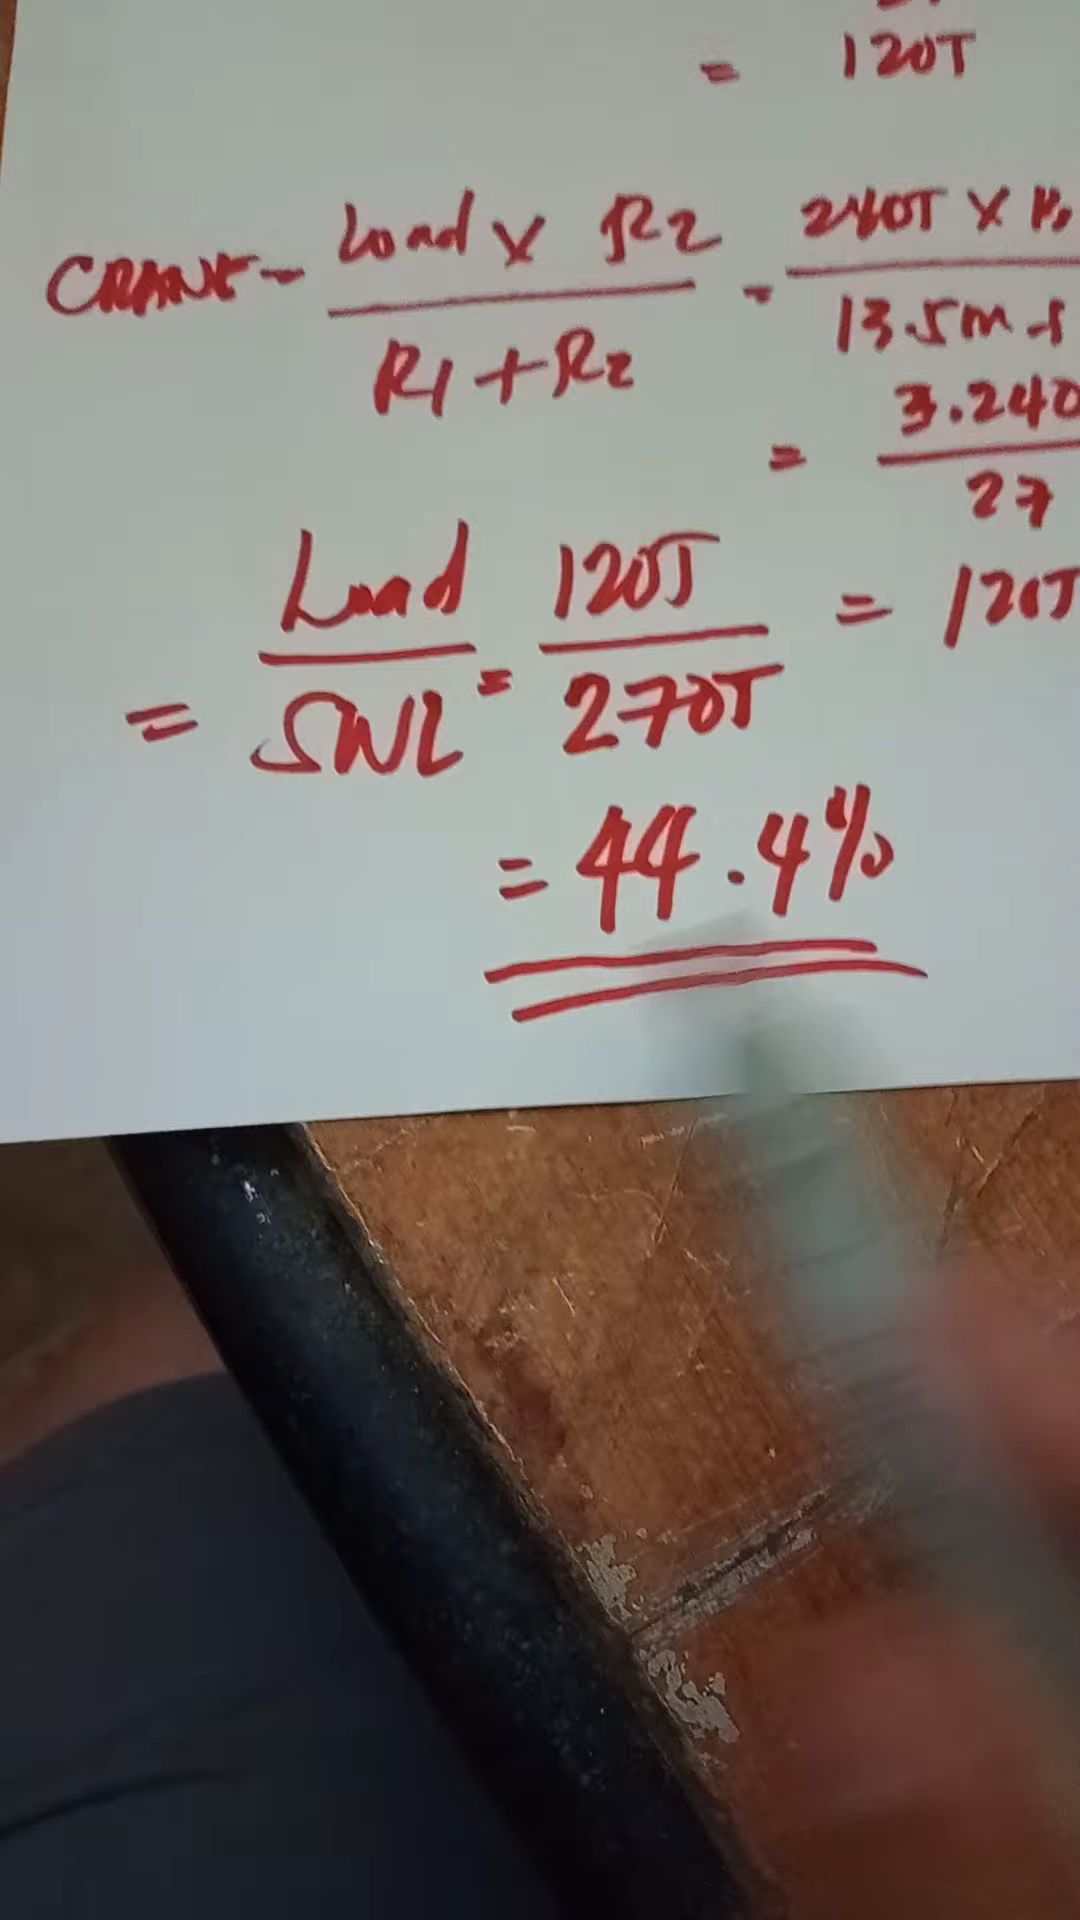 = 120T
CRANE- Load x R2 = 240T X
R1+R2 13.5m
= 3.240
27
= Load = 120T = 120T
SWL 270T
= 44.4%